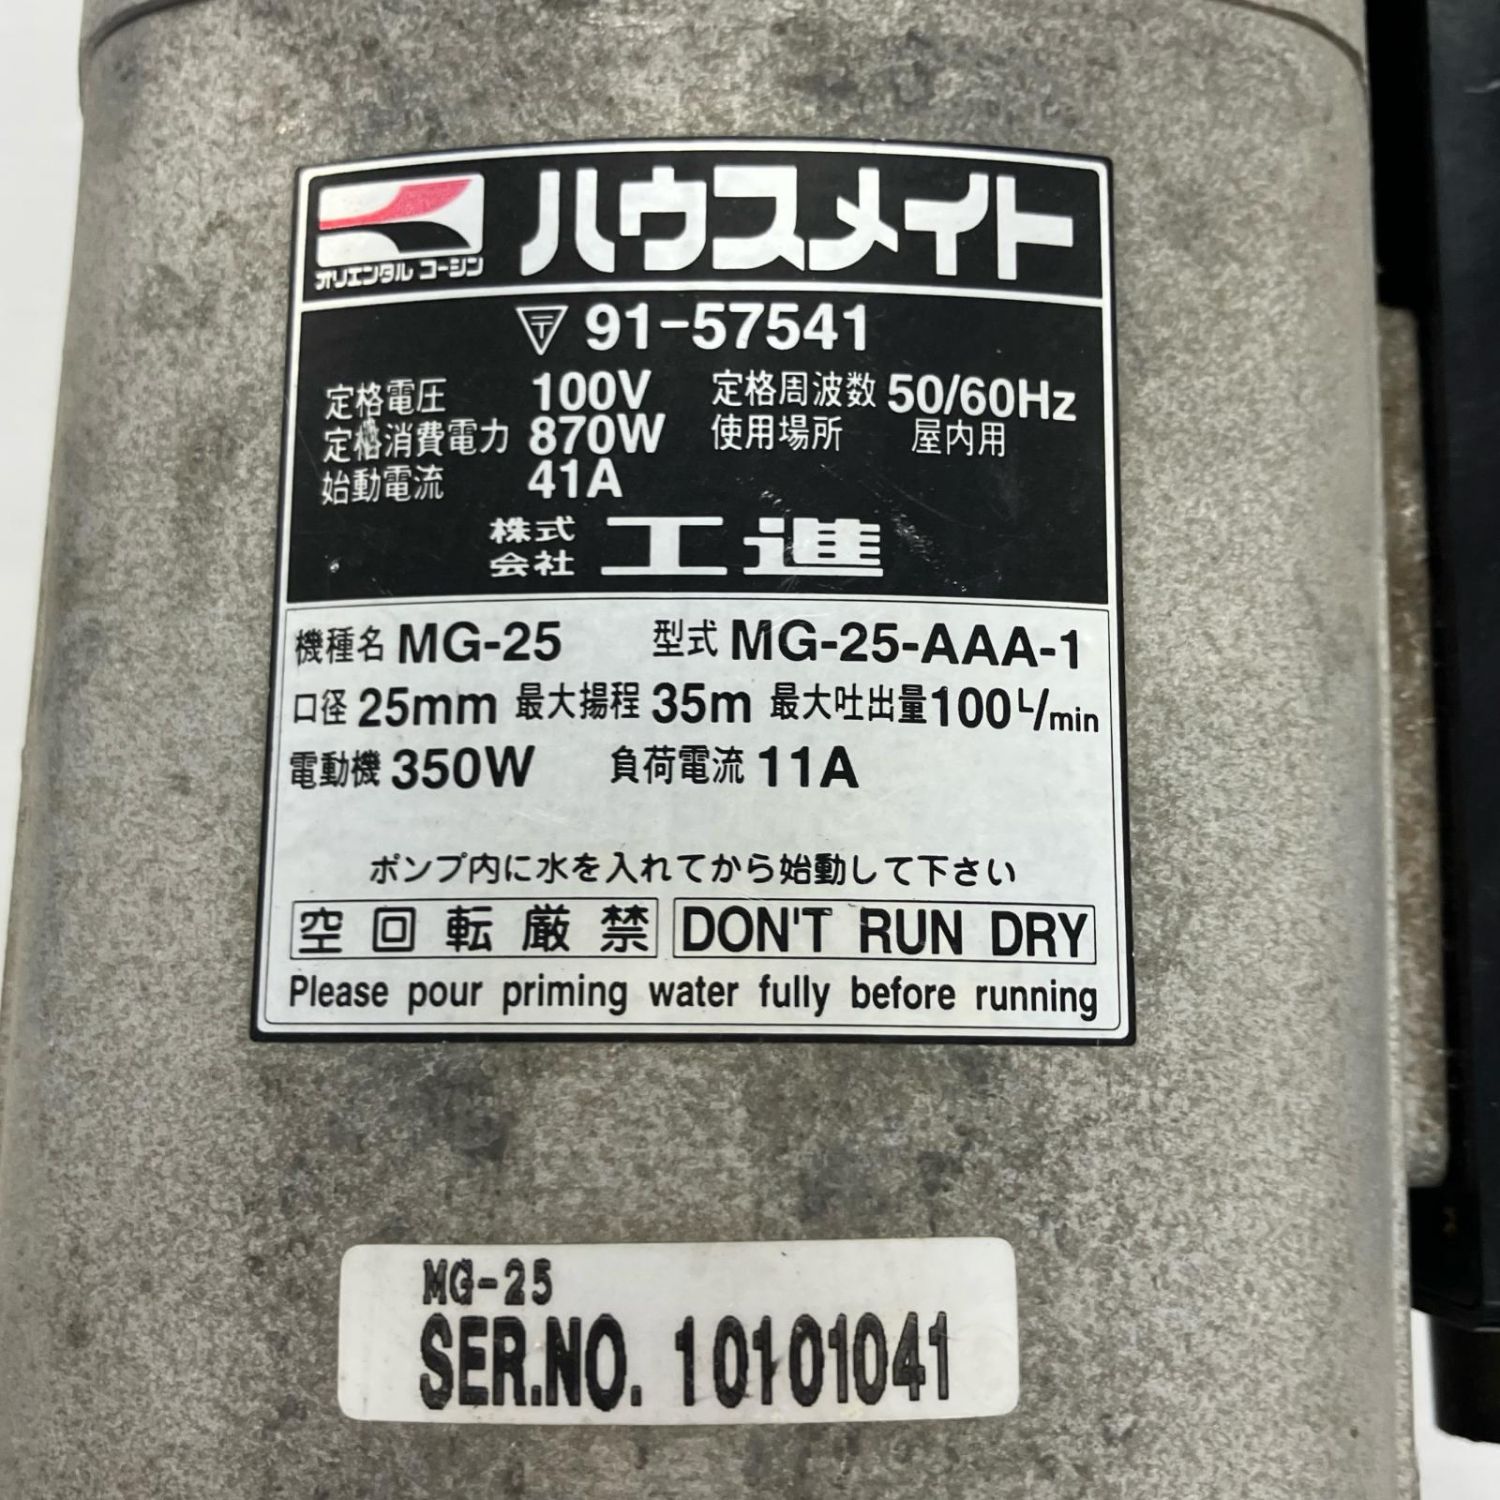 オリエンタル コーシン ハウスメイト
〒 91-57541
定格電圧 100V 定格周波数 50/60Hz
定格消費電力 870W 使用場所 屋内用
始動電流 41A
株式会社 工進
機種名 MG-25 型式 MG-25-AAA-1
口径 25mm 最大揚程 35m 最大吐出量 100L/min
電動機 350W 負荷電流 11A
ポンプ内に水を入れてから始動して下さい
空回転厳禁 DON'T RUN DRY
Please pour priming water fully before running
MG-25
SER.NO. 10101041